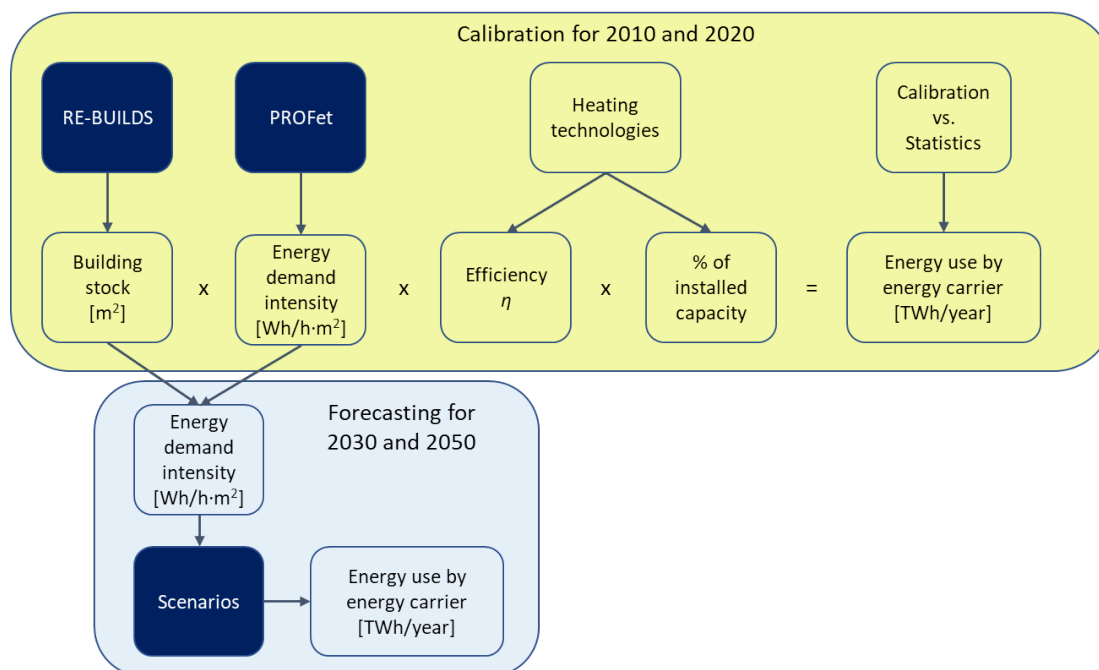 Calibration for 2010 and 2020
RE-BUILDS
PROFet
Heating
technologies
Calibration
vs.
Statistics
Building
stock
[m²]
x
Energy
demand
intensity
[Wh/h·m²]
x
Efficiency
η
x
% of
installed
capacity
=
Energy use by
energy carrier
[TWh/year]
Forecasting for
2030 and 2050
Energy
demand
intensity
[Wh/h·m²]
Scenarios
Energy use by
energy carrier
[TWh/year]